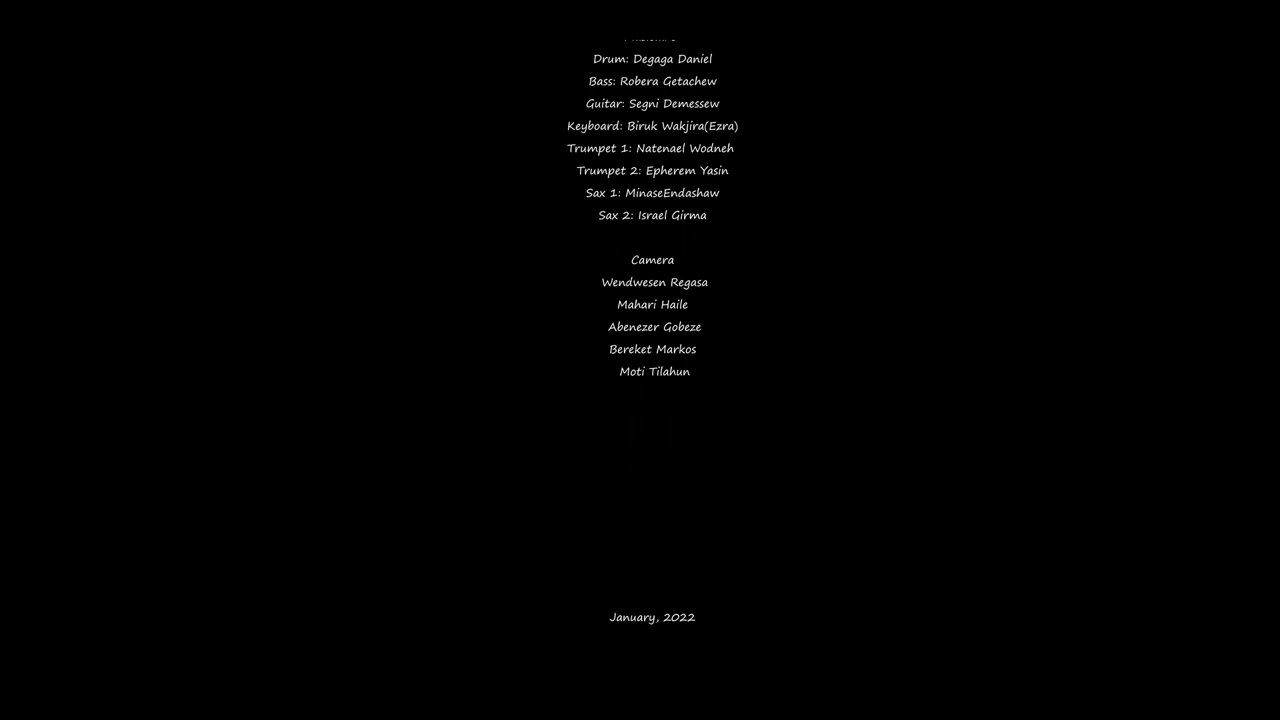 Drum: Degaga Daniel
Bass: Robera Getachew
Guitar: Segni Demessew
Keyboard: Biruk Wakjira(Ezra)
Trumpet 1: Natenael Wodneh
Trumpet 2: Epherem Yasin
Sax 1: MinaseEndashaw
Sax 2: Israel Girma
Camera
Wendwesen Regasa
Mahari Haile
Abenezer Gobeze
Bereket Markos
Moti Tilahun
January, 2022